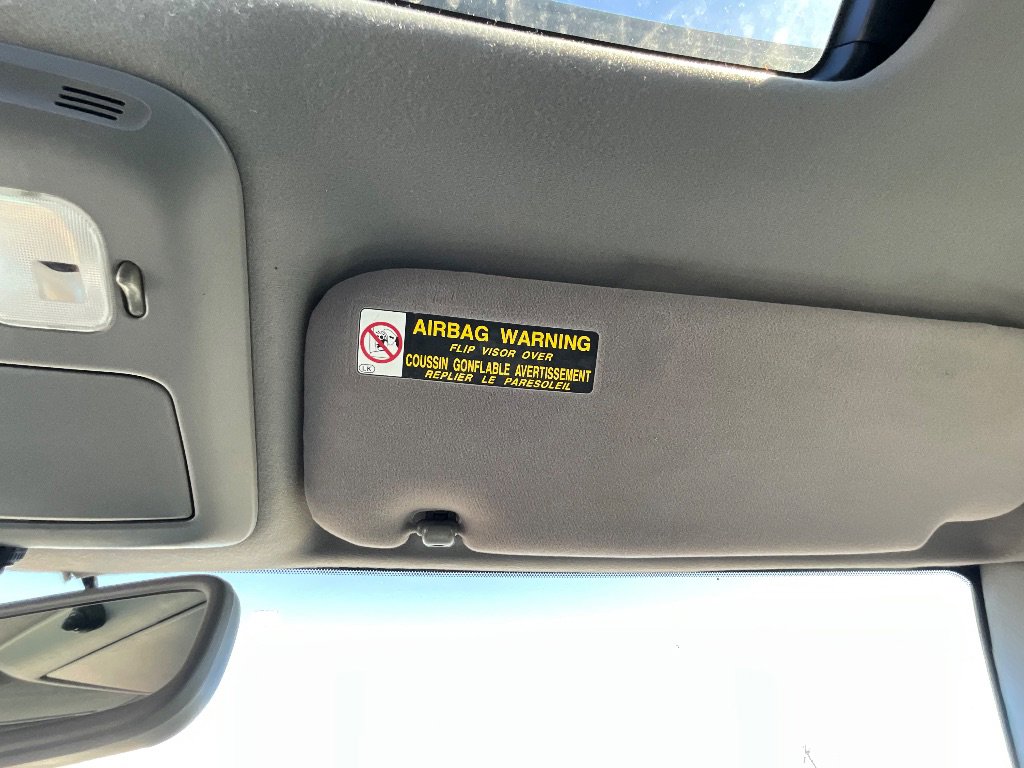 AIRBAG WARNING
FLIP VISOR OVER
COUSSIN GONFLABLE AVERTISSEMENT
REPLIER LE PARESOLEIL